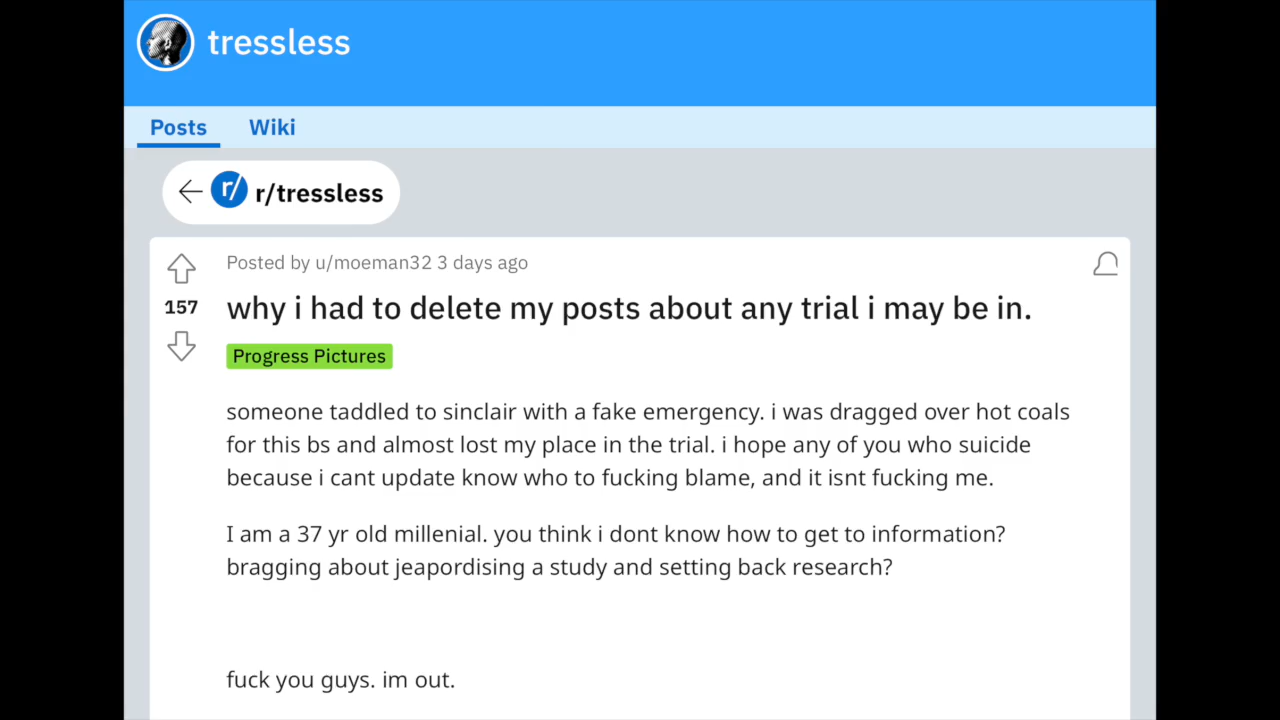 tressless
Posts Wiki
r/ r/tressless
Posted by u/moeman32 3 days ago
157
why i had to delete my posts about any trial i may be in.
Progress Pictures
someone taddled to sinclair with a fake emergency. i was dragged over hot coals
for this bs and almost lost my place in the trial. i hope any of you who suicide
because i cant update know who to fucking blame, and it isnt fucking me.
I am a 37 yr old millenial. you think i dont know how to get to information?
bragging about jeapordising a study and setting back research?
fuck you guys. im out.